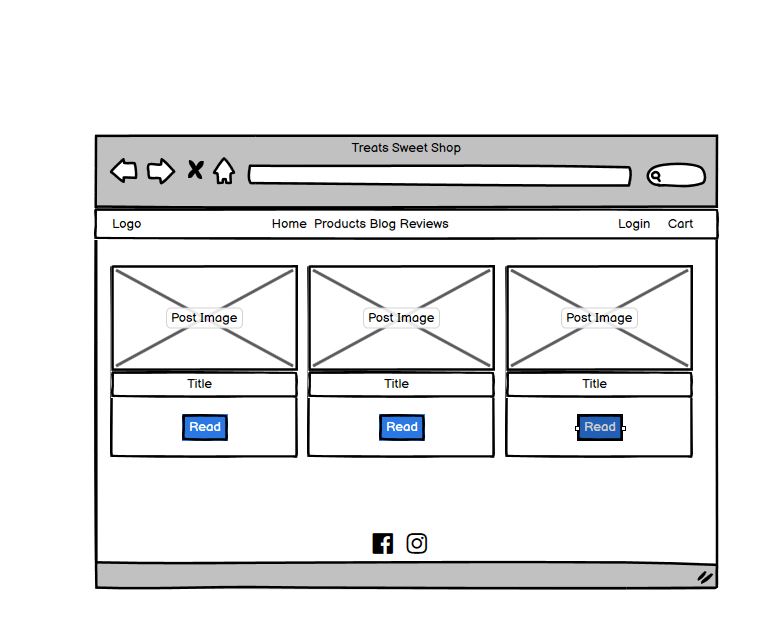 Treats Sweet Shop
Logo Home Products Blog Reviews Login Cart
Post Image Post Image Post Image
Title Title Title
Read Read Read